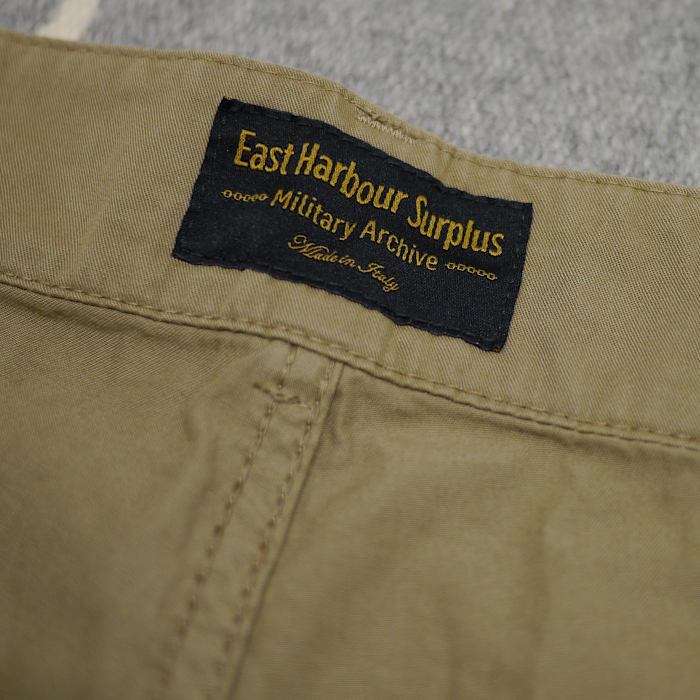 East Harbour Surplus
Military Archive
Made in Italy